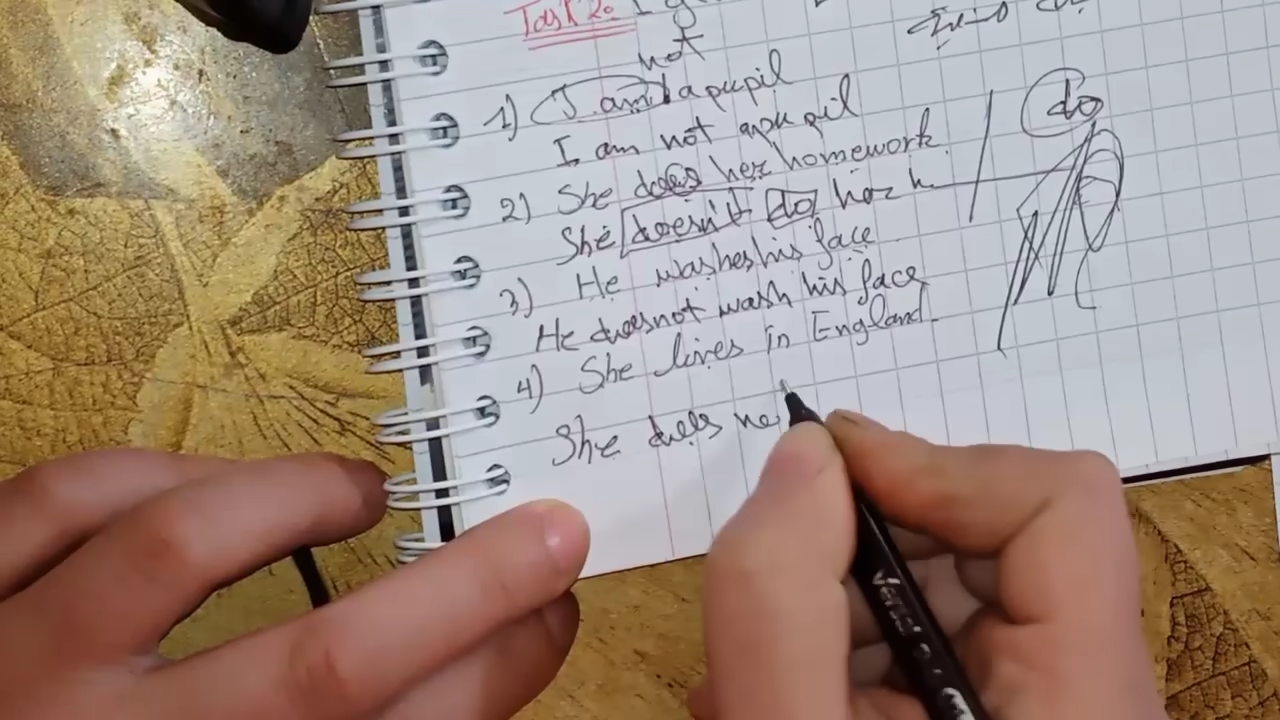 Task 2.
not
1) I am a pupil
I am not a pupil
2) She does her homework.
She doesn't do her h
do
3) He washes his face
He does not wash his face
4) She lives in England.
She does no